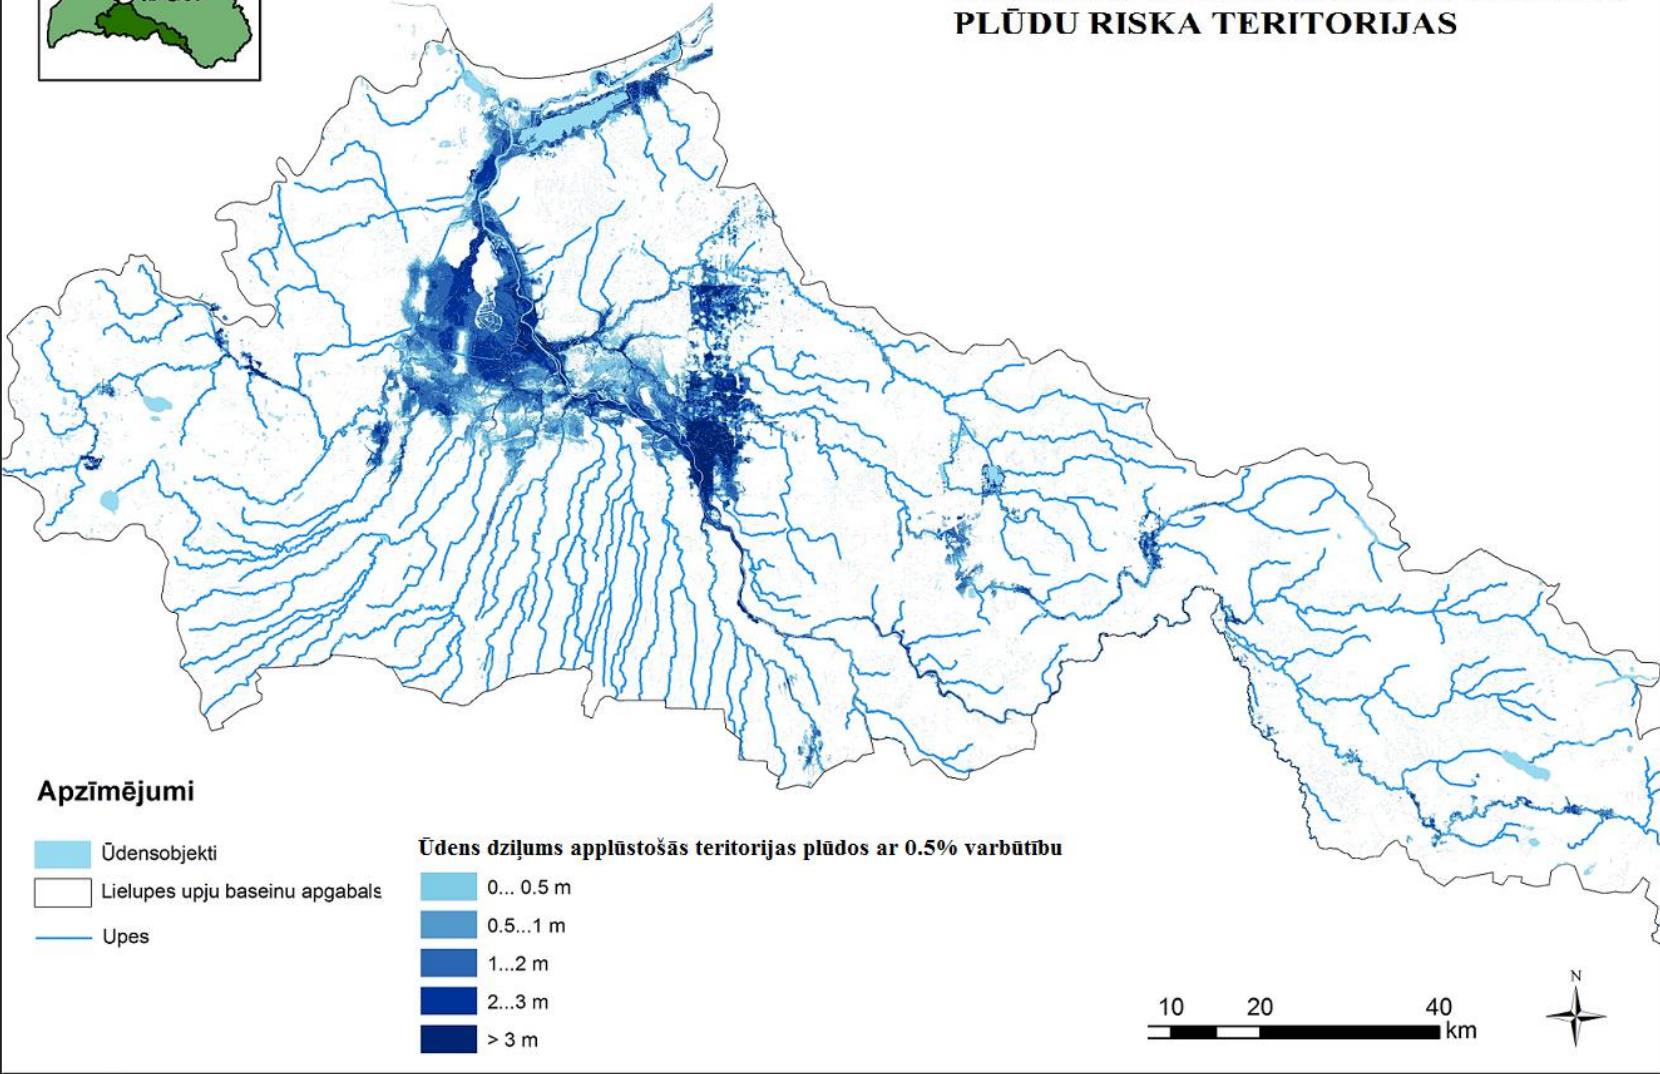 PLŪDU RISKA TERITORIJAS
Apzīmējumi
Ūdensobjekti
Lielupes upju baseinu apgabals
Upes
Ūdens dziļums applūstošās teritorijas plūdos ar 0.5% varbūtību
0... 0.5 m
0.5...1 m
1...2 m
2...3 m
> 3 m
10 20 40
km
N